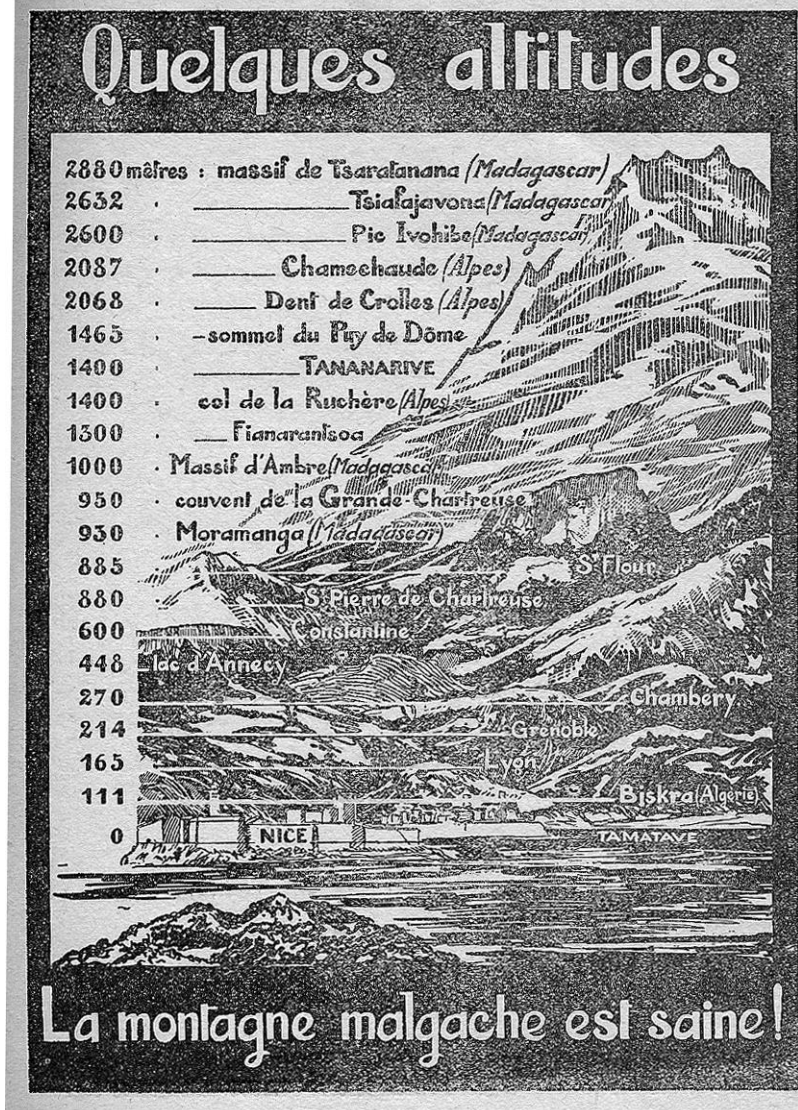 Quelques altitudes
2880 mètres : massif de Tsaratanana (Madagascar)
2632 . Tsiafajavona (Madagascar
2600 . Pic Ivohibe (Madagascar)
2087 . Chamechaude (Alpes)
2068 . Dent de Crolles (Alpes)
1465 . sommet du Puy de Dôme
1400 . TANANARIVE
1400 . col de la Ruchère (Alpes)
1300 . Fianarantsoa
1000 . Massif d'Ambre (Madagascar
950 . couvent de la Grande-Chartreuse
930 . Moramanga (Madagascar)
885 . St Flour
880 . St Pierre de Chartreuse
600 Constantine
448 lac d'Annecy
270 Chambéry
214 Grenoble
165 Lyon
111 Biskra (Algérie)
0 NICE TAMATAVE
La montagne malgache est saine !